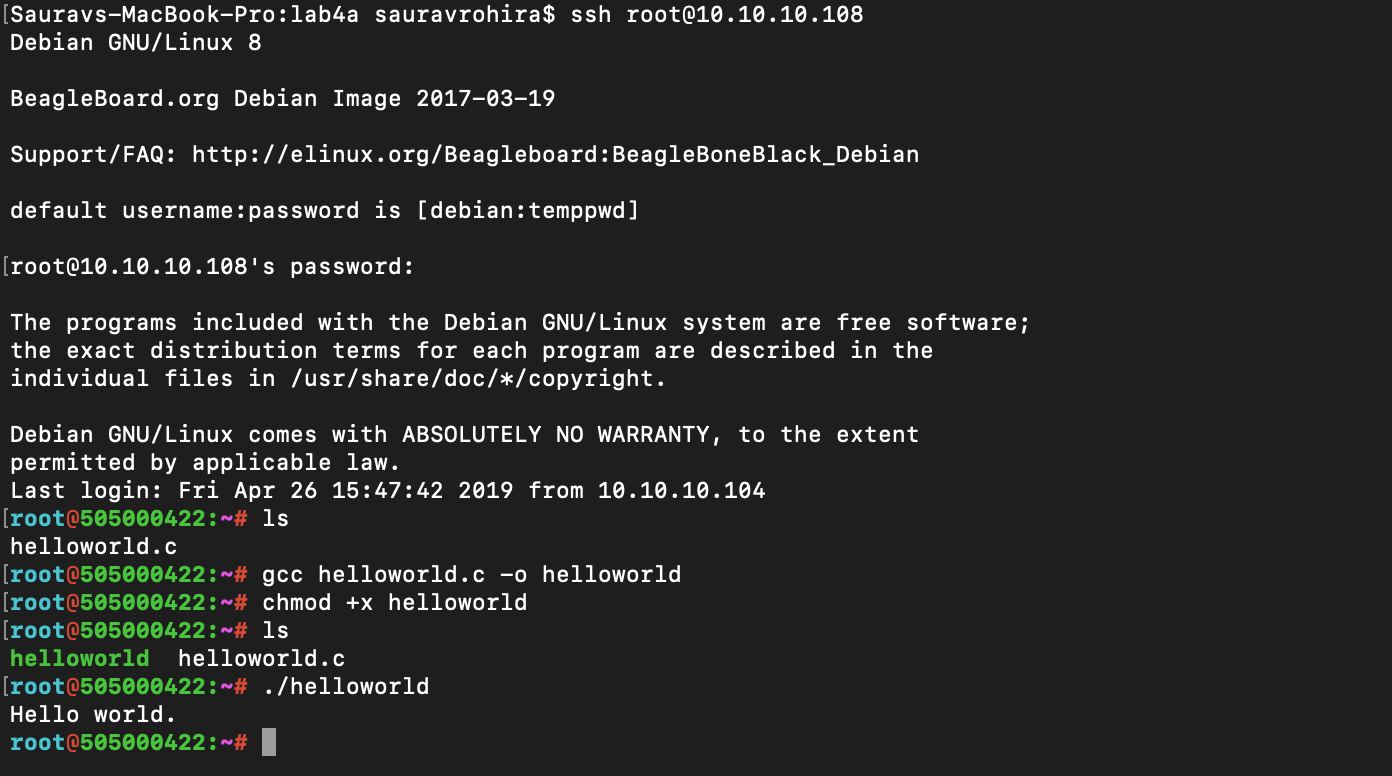 [Sauravs-MacBook-Pro:lab4a sauravrohira$ ssh root@10.10.10.108
Debian GNU/Linux 8
BeagleBoard.org Debian Image 2017-03-19
Support/FAQ: http://elinux.org/Beagleboard:BeagleBoneBlack_Debian
default username:password is [debian:temppwd]
[root@10.10.10.108's password:
The programs included with the Debian GNU/Linux system are free software;
the exact distribution terms for each program are described in the
individual files in /usr/share/doc/*/copyright.
Debian GNU/Linux comes with ABSOLUTELY NO WARRANTY, to the extent
permitted by applicable law.
Last login: Fri Apr 26 15:47:42 2019 from 10.10.10.104
[root@505000422:~# ls
helloworld.c
[root@505000422:~# gcc helloworld.c -o helloworld
[root@505000422:~# chmod +x helloworld
[root@505000422:~# ls
helloworld  helloworld.c
[root@505000422:~# ./helloworld
Hello world.
root@505000422:~#